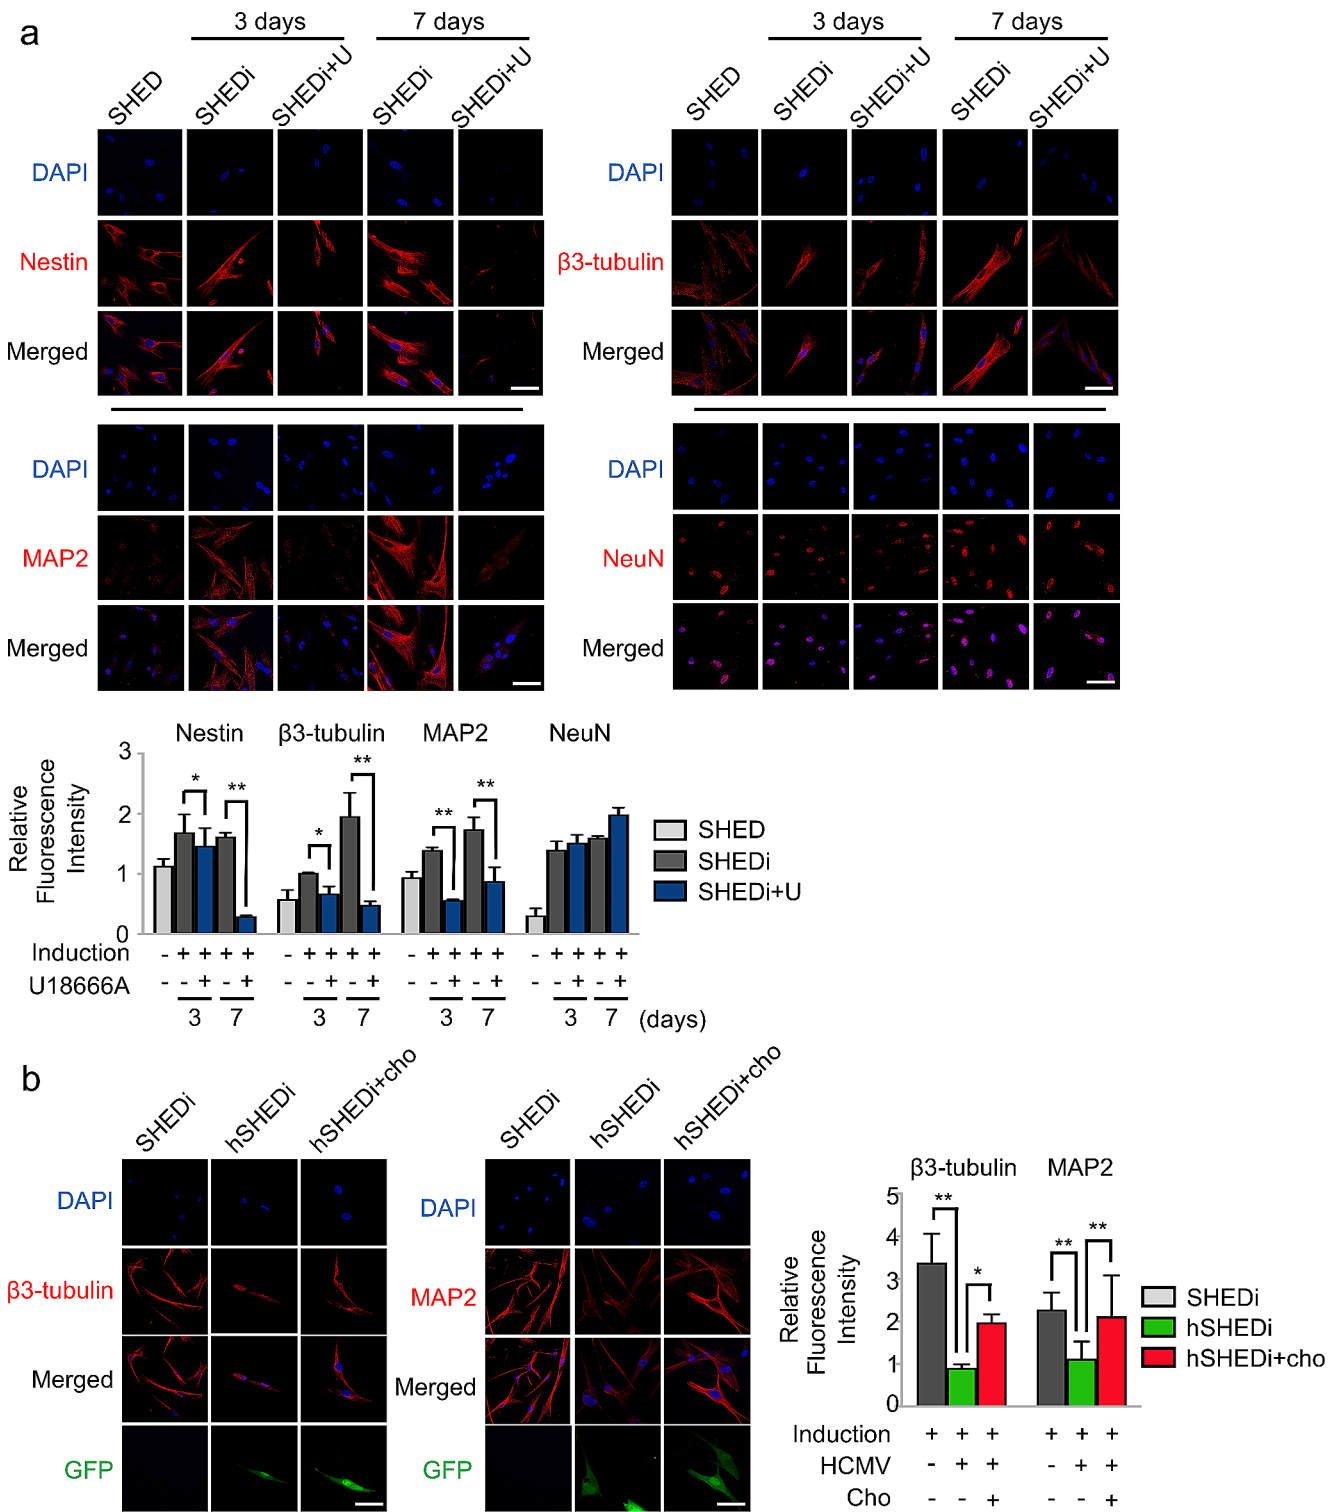 a
3 days 7 days 3 days 7 days
SHED SHEDi SHEDi+U SHEDi SHEDi+U SHED SHEDi SHEDi+U SHEDi SHEDi+U
DAPI DAPI
Nestin β3-tubulin
Merged Merged
DAPI DAPI
MAP2 NeuN
Merged Merged
Nestin β3-tubulin MAP2 NeuN
Relative
Fluorescence
Intensity
3
2
1
0
* ** * ** ** **
SHED
SHEDi
SHEDi+U
Induction - + + + + - + + + + - + + + + - + + + +
U18666A - - + - + - - + - + - - + - + - - + - +
3 7 3 7 3 7 3 7 (days)
b
SHEDi hSHEDi hSHEDi+cho SHEDi hSHEDi hSHEDi+cho
DAPI DAPI
β3-tubulin MAP2
Merged Merged
GFP GFP
β3-tubulin MAP2
Relative
Fluorescence
Intensity
5
4
3
2
1
0
** * ** **
SHEDi
hSHEDi
hSHEDi+cho
Induction + + + + + +
HCMV - + + - + +
Cho - - + - - +